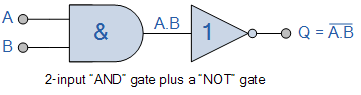 A
B
&
A.B
1
Q = A̅.̅B̅
2-input "AND" gate plus a "NOT" gate